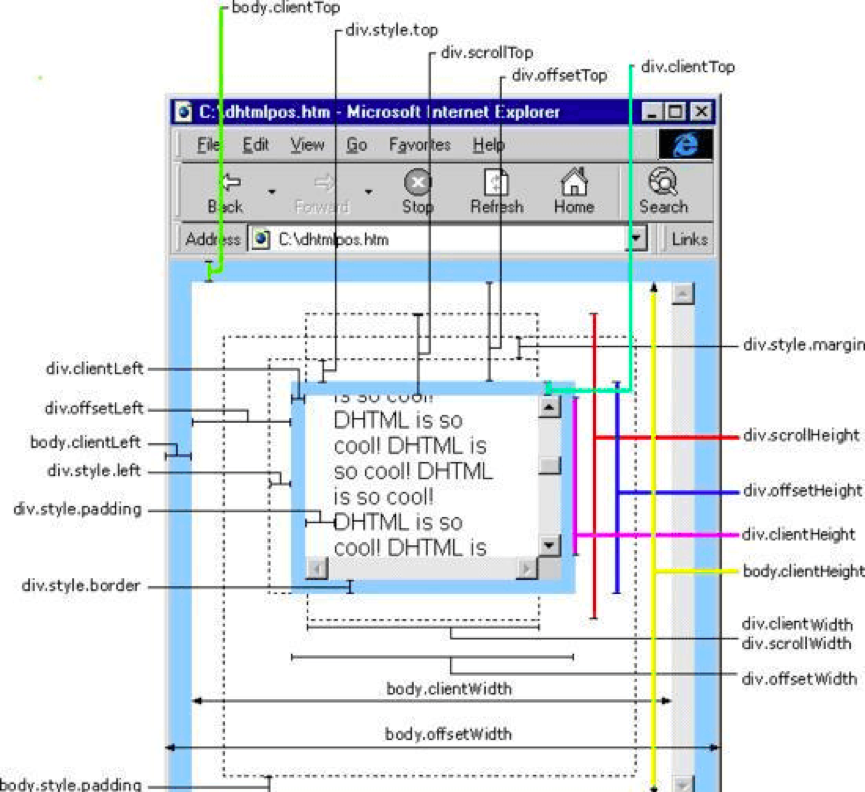 body.clientTop
div.style.top
div.scrollTop
div.offsetTop
div.clientTop
C:\dhtmlpos.htm - Microsoft Internet Explorer
File Edit View Go Favorites Help
Back Forward Stop Refresh Home Search
Address C:\dhtmlpos.htm Links
div.style.margin
div.clientLeft
div.offsetLeft
body.clientLeft
div.style.left
div.style.padding
div.style.border
is so cool!
DHTML is so
cool! DHTML is
so cool! DHTML
is so cool!
DHTML is so
cool! DHTML is
div.scrollHeight
div.offsetHeight
div.clientHeight
body.clientHeight
div.clientWidth
div.scrollWidth
div.offsetWidth
body.clientWidth
body.offsetWidth
body.style.padding